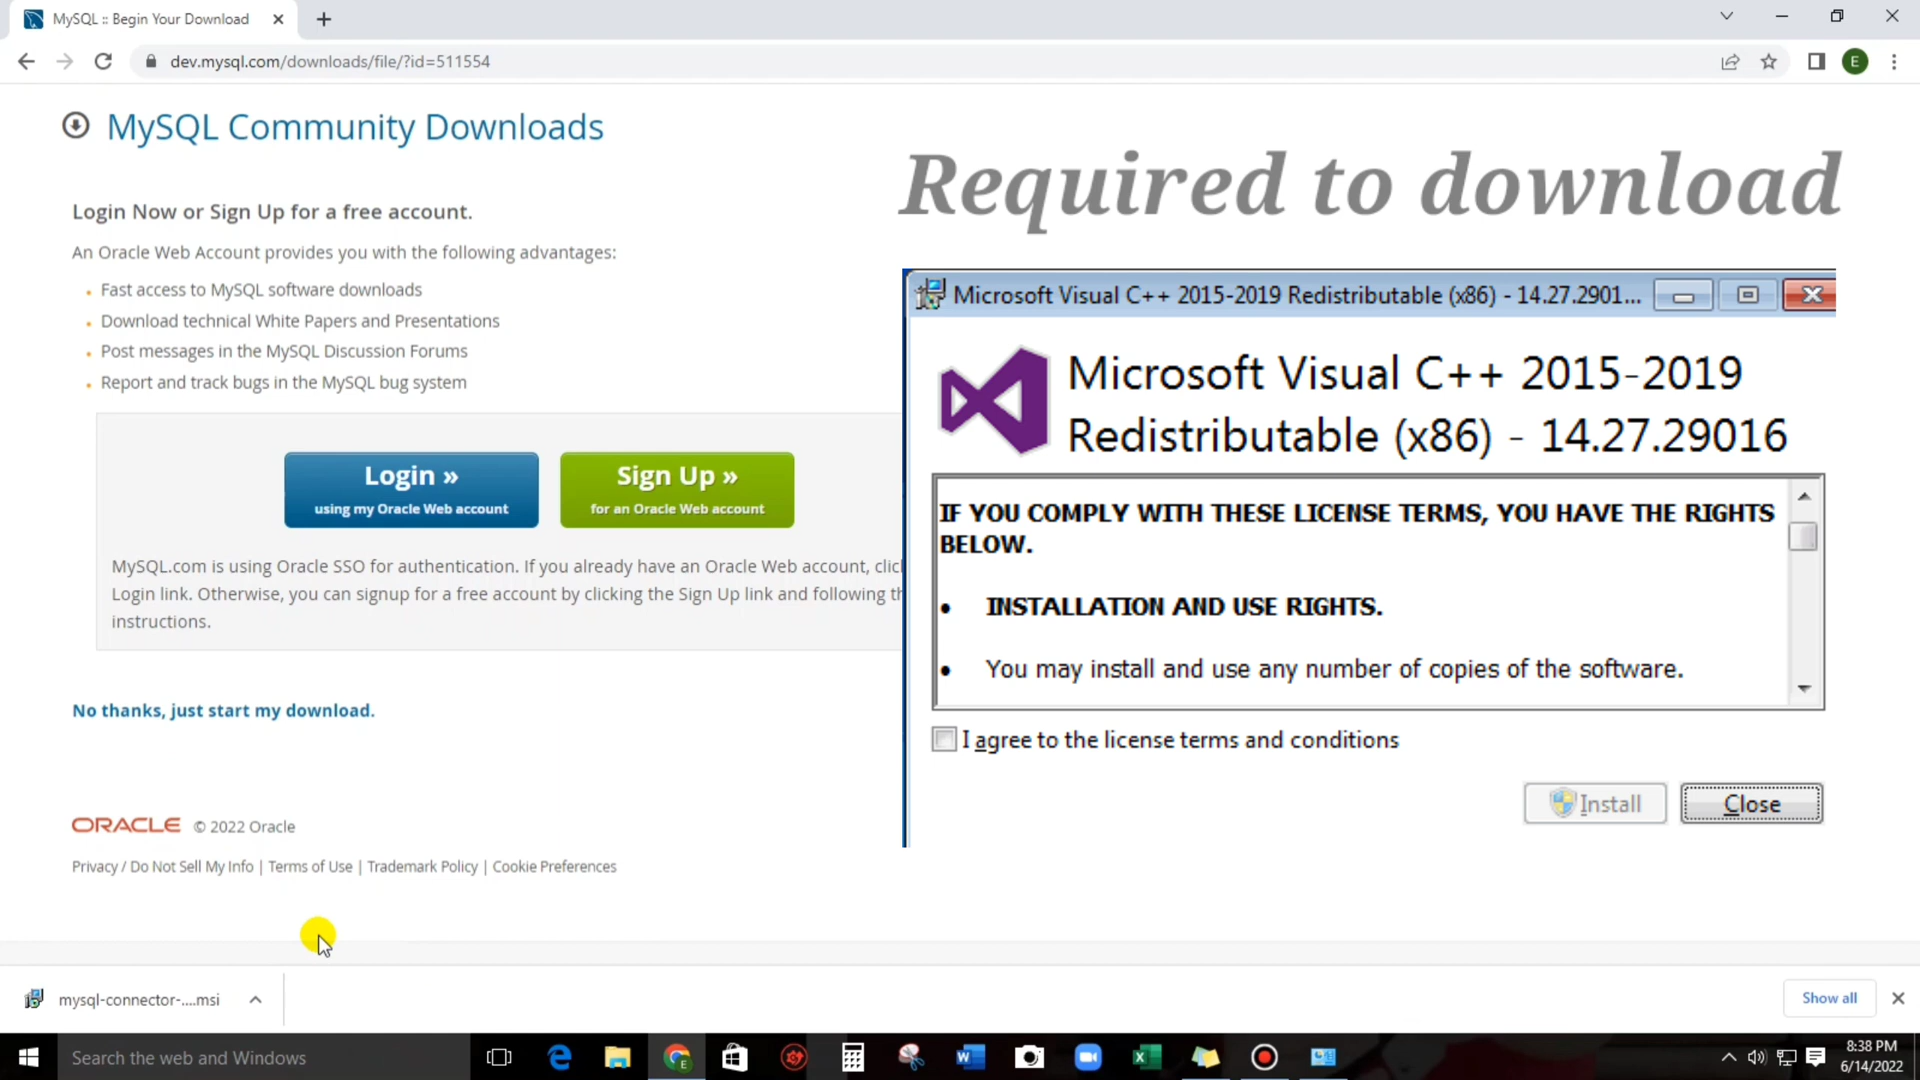 MySQL :: Begin Your Download
dev.mysql.com/downloads/file/?id=511554
E
MySQL Community Downloads
Login Now or Sign Up for a free account.
An Oracle Web Account provides you with the following advantages:
Fast access to MySQL software downloads
Download technical White Papers and Presentations
Post messages in the MySQL Discussion Forums
Report and track bugs in the MySQL bug system
Login »
using my Oracle Web account
Sign Up »
for an Oracle Web account
MySQL.com is using Oracle SSO for authentication. If you already have an Oracle Web account,
Login link. Otherwise, you can signup for a free account by clicking the Sign Up link and following
instructions.
No thanks, just start my download.
ORACLE © 2022 Oracle
Privacy / Do Not Sell My Info | Terms of Use | Trademark Policy | Cookie Preferences
Required to download
Microsoft Visual C++ 2015-2019 Redistributable (x86) - 14.27.2901...
Microsoft Visual C++ 2015-2019
Redistributable (x86) - 14.27.29016
IF YOU COMPLY WITH THESE LICENSE TERMS, YOU HAVE THE RIGHTS
BELOW.
• INSTALLATION AND USE RIGHTS.
• You may install and use any number of copies of the software.
I agree to the license terms and conditions
Install
Close
mysql-connector-....msi
Show all
Search the web and Windows
8:38 PM
6/14/2022